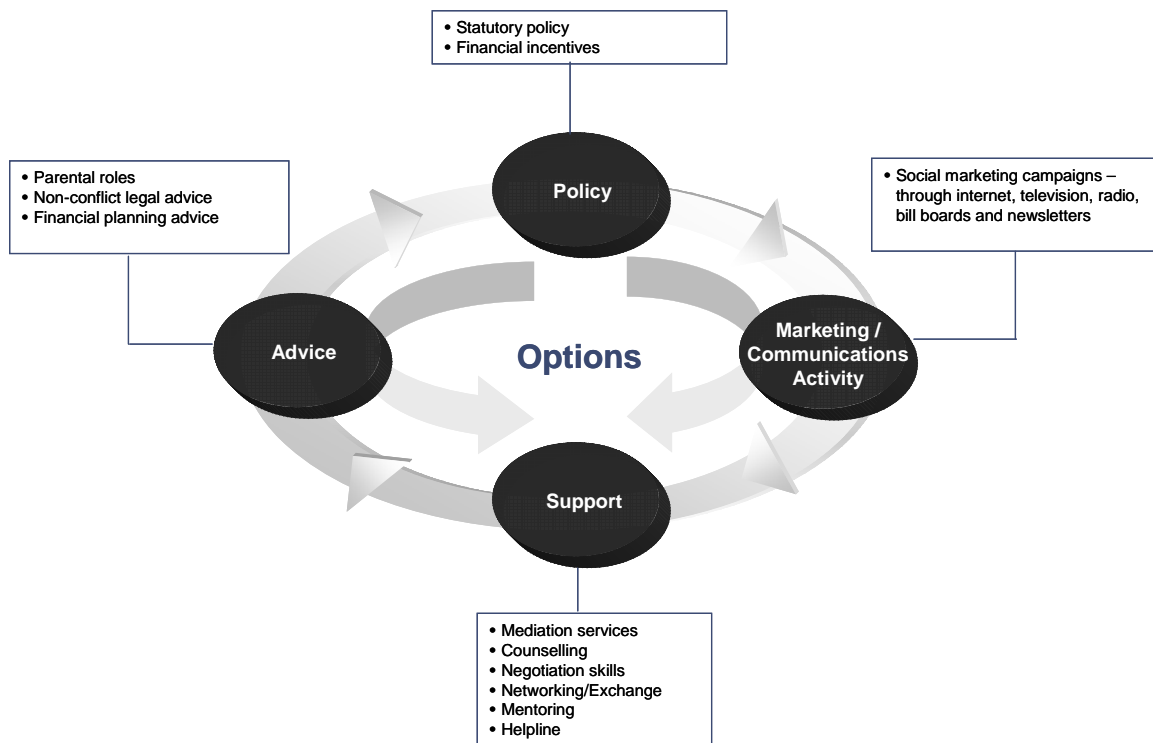 • Statutory policy
• Financial incentives
Policy
• Parental roles
• Non-conflict legal advice
• Financial planning advice
• Social marketing campaigns –
through internet, television, radio,
bill boards and newsletters
Advice
Options
Marketing /
Communications
Activity
Support
• Mediation services
• Counselling
• Negotiation skills
• Networking/Exchange
• Mentoring
• Helpline